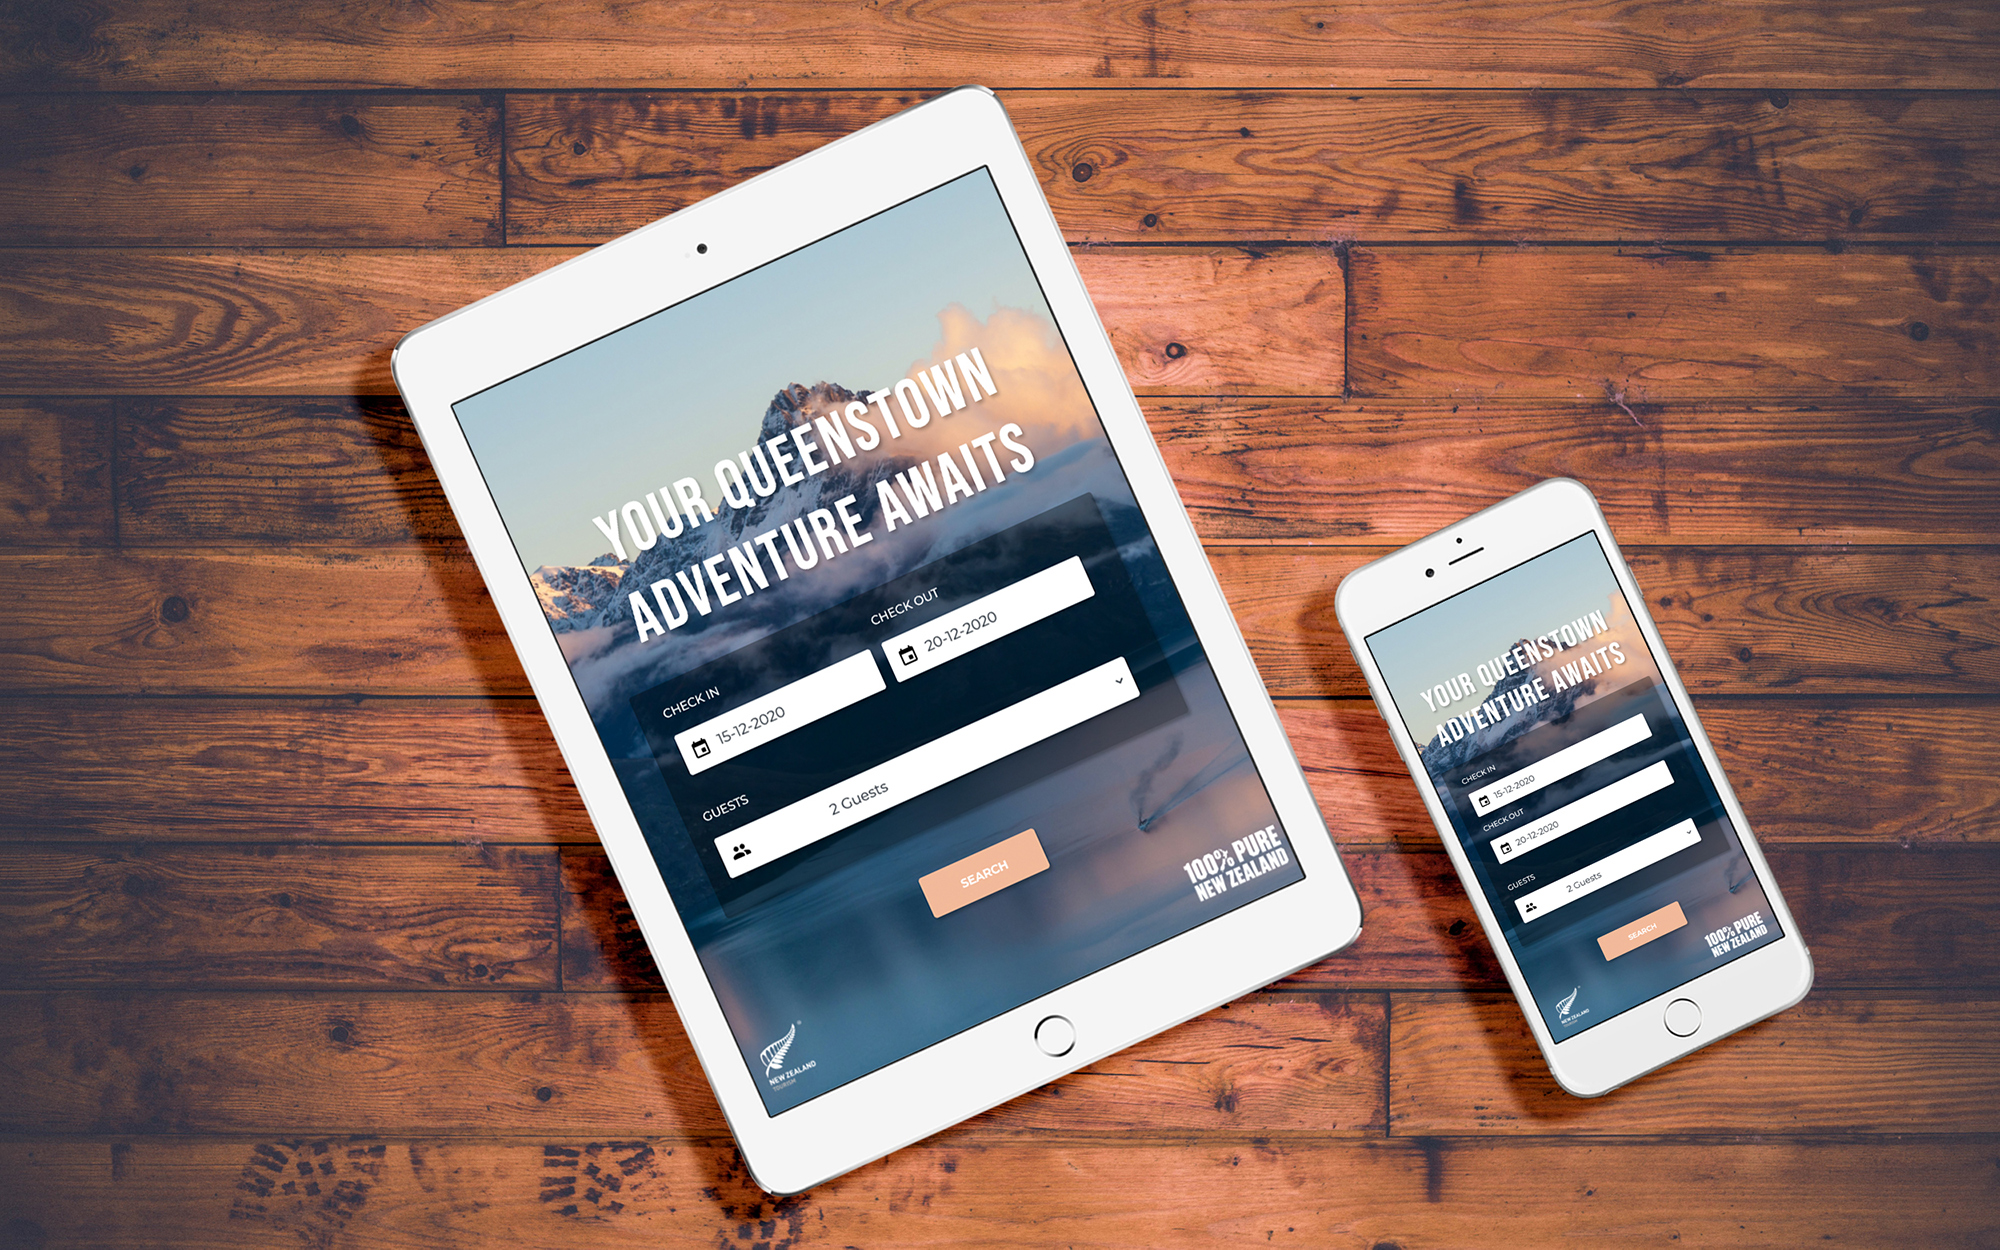 YOUR QUEENSTOWN
ADVENTURE AWAITS
CHECK IN
15-12-2020
CHECK OUT
20-12-2020
GUESTS
2 Guests
SEARCH
100% PURE
NEW ZEALAND
®
NEW ZEALAND
TOURISM
YOUR QUEENSTOWN
ADVENTURE AWAITS
CHECK IN
15-12-2020
CHECK OUT
20-12-2020
GUESTS
2 Guests
SEARCH
100% PURE
NEW ZEALAND
NEW ZEALAND